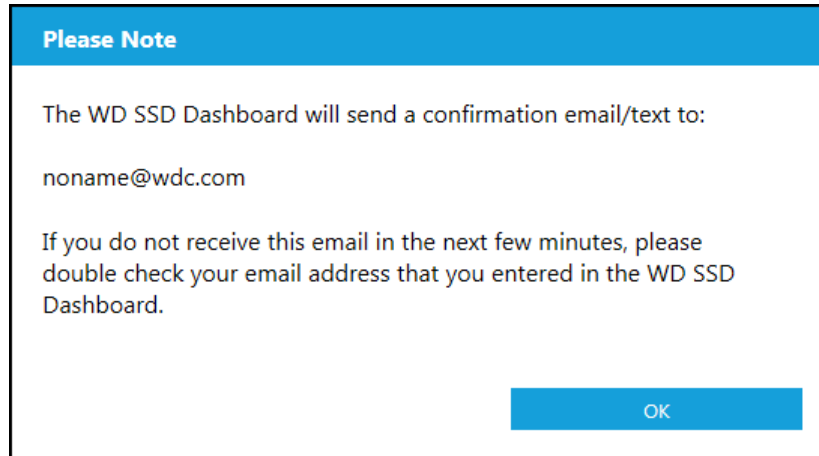 Please Note
The WD SSD Dashboard will send a confirmation email/text to:
noname@wdc.com
If you do not receive this email in the next few minutes, please
double check your email address that you entered in the WD SSD
Dashboard.
OK